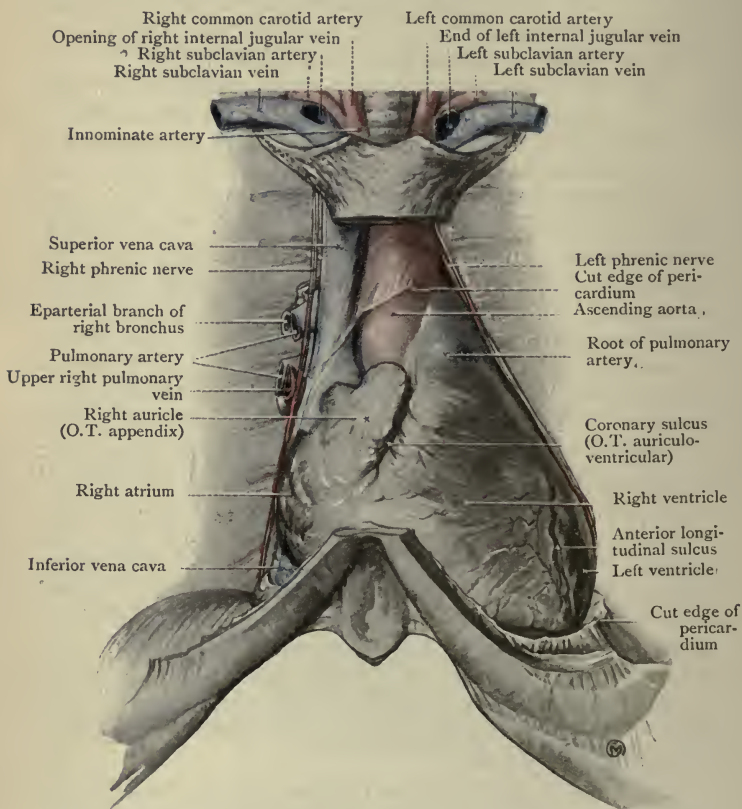 Right common carotid artery
Opening of right internal jugular vein
Right subclavian artery
Right subclavian vein
Left common carotid artery
End of left internal jugular vein
Left subclavian artery
Left subclavian vein
Innominate artery
Superior vena cava
Right phrenic nerve
Eparterial branch of
right bronchus
Pulmonary artery
Upper right pulmonary
vein
Right auricle
(O.T. appendix)
Right atrium
Inferior vena cava
Left phrenic nerve
Cut edge of peri-
cardium
Ascending aorta
Root of pulmonary
artery
Coronary sulcus
(O.T. auriculo-
ventricular)
Right ventricle
Anterior longi-
tudinal sulcus
Left ventricle
Cut edge of
pericar-
dium